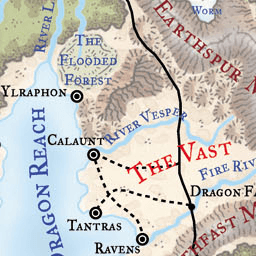 WORM
EARTHSPUR M
RIVER L
THE
FLOODED
FOREST
YLRAPHON
RIVER VESPER
CALAUNT
THE VAST
FIRE RIV
DRAGON REACH
DRAGON FA
TANTRAS
RAVENS
THFAST M